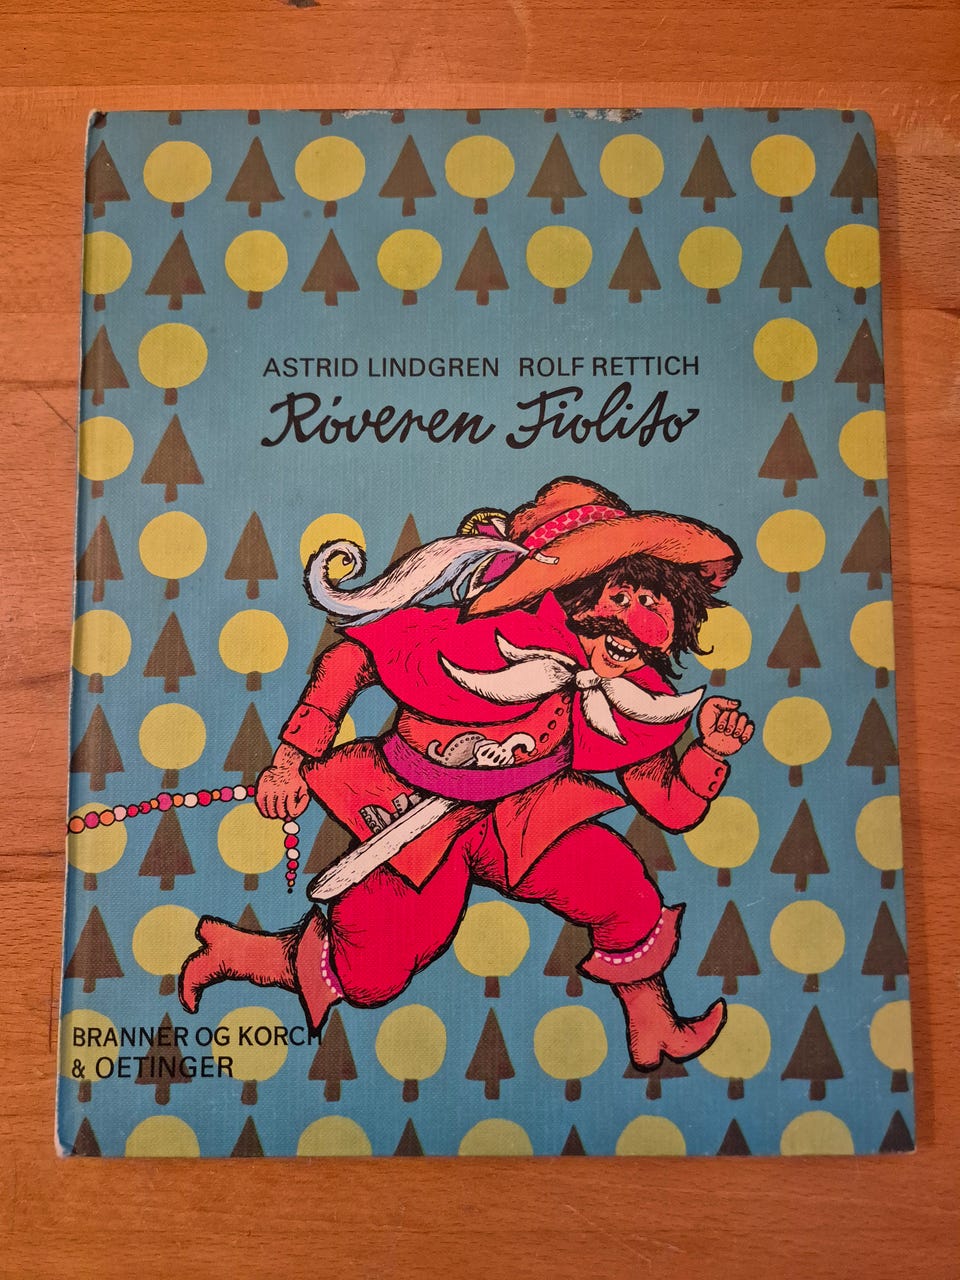 ASTRID LINDGREN ROLF RETTICH
Røveren Fiolito
BRANNER OG KORCH
& OETINGER